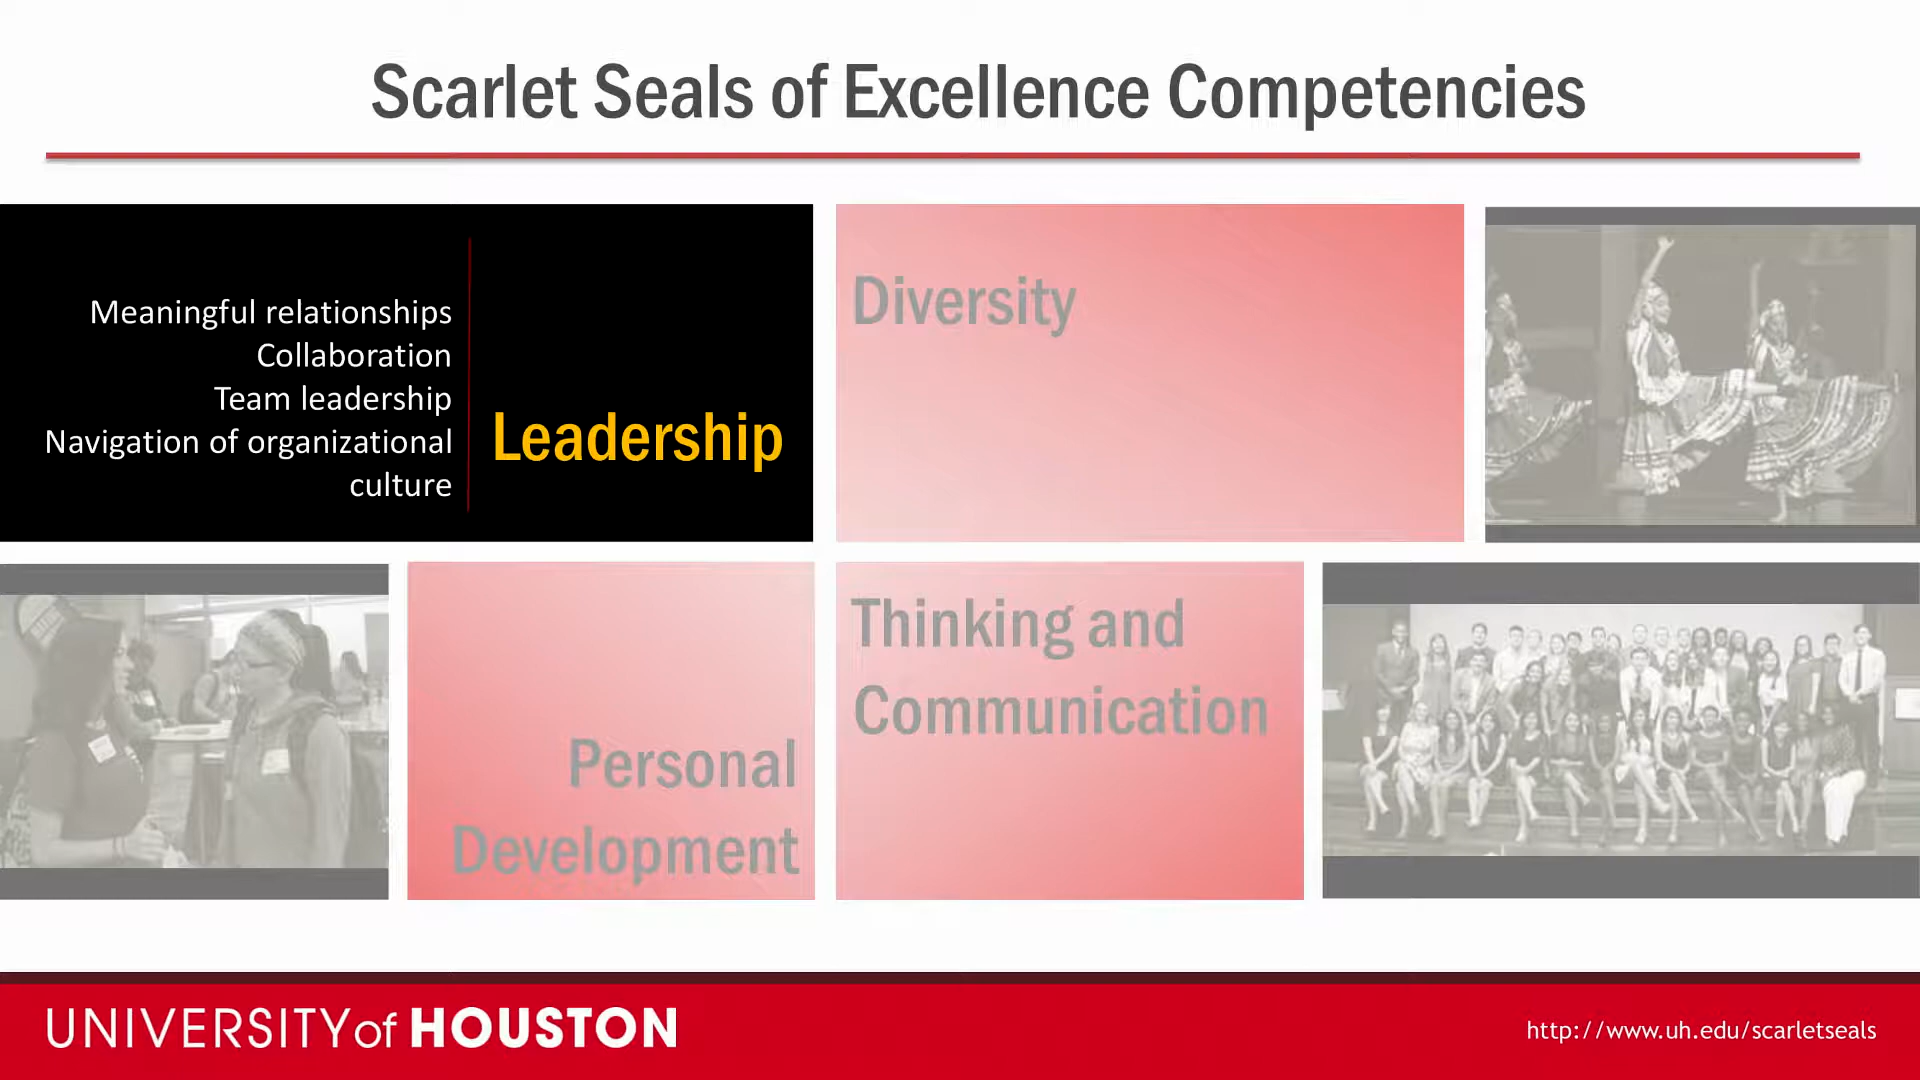 Scarlet Seals of Excellence Competencies
Meaningful relationships
Collaboration
Team leadership
Navigation of organizational
culture
Leadership
Diversity
Personal
Development
Thinking and
Communication
UNIVERSITY of HOUSTON
http://www.uh.edu/scarletseals